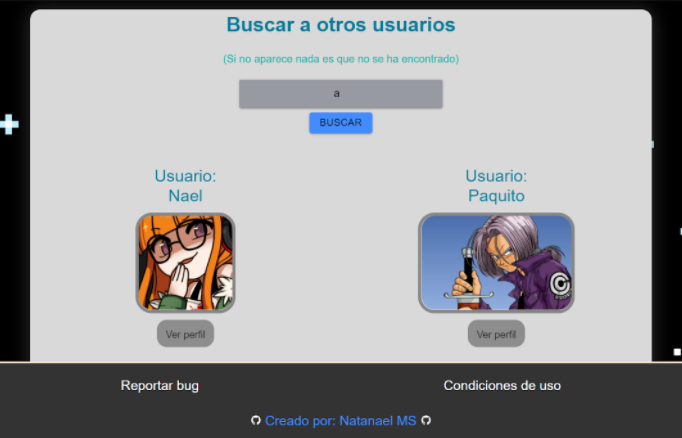 Buscar a otros usuarios
(Si no aparece nada es que no se ha encontrado)
a
BUSCAR
Usuario:
Nael
Usuario:
Paquito
Ver perfil
Ver perfil
Reportar bug
Condiciones de uso
Creado por: Natanael MS